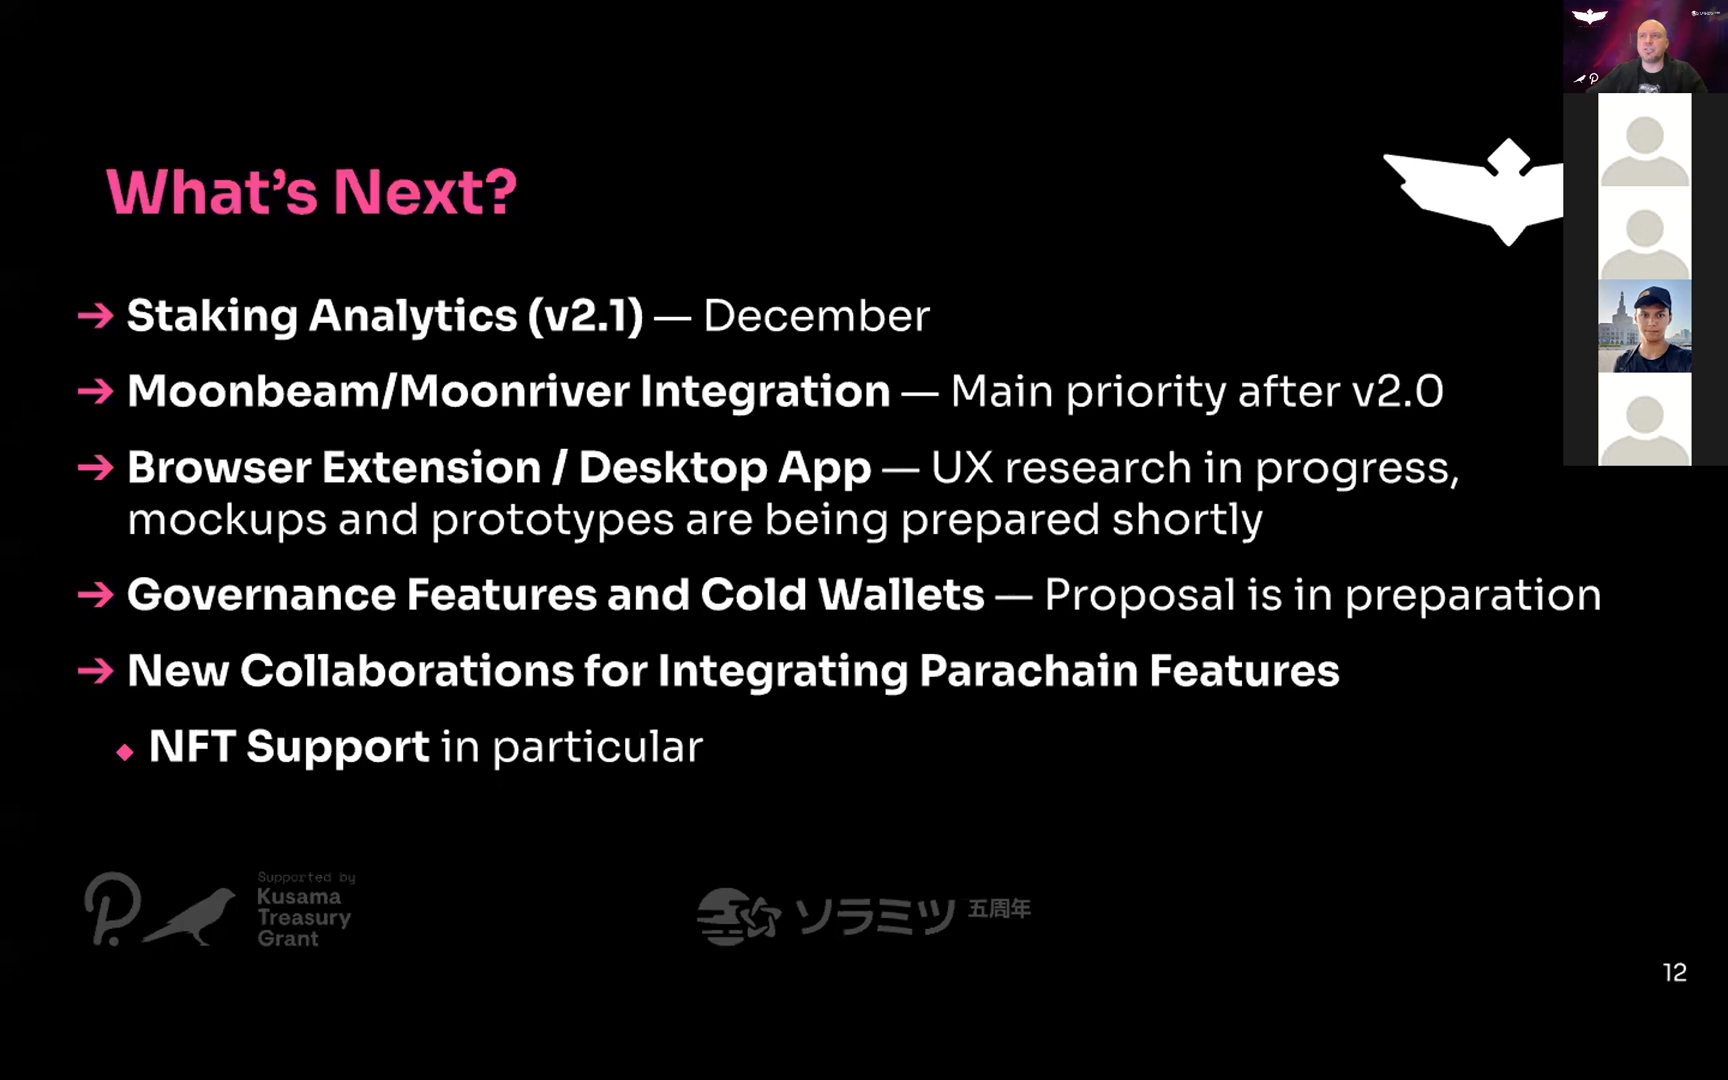 What's Next?
→ Staking Analytics (v2.1) — December
→ Moonbeam/Moonriver Integration — Main priority after v2.0
→ Browser Extension / Desktop App — UX research in progress,
mockups and prototypes are being prepared shortly
→ Governance Features and Cold Wallets — Proposal is in preparation
→ New Collaborations for Integrating Parachain Features
◆ NFT Support in particular
Supported by
Kusama
Treasury
Grant
ソラミツ 五周年
12